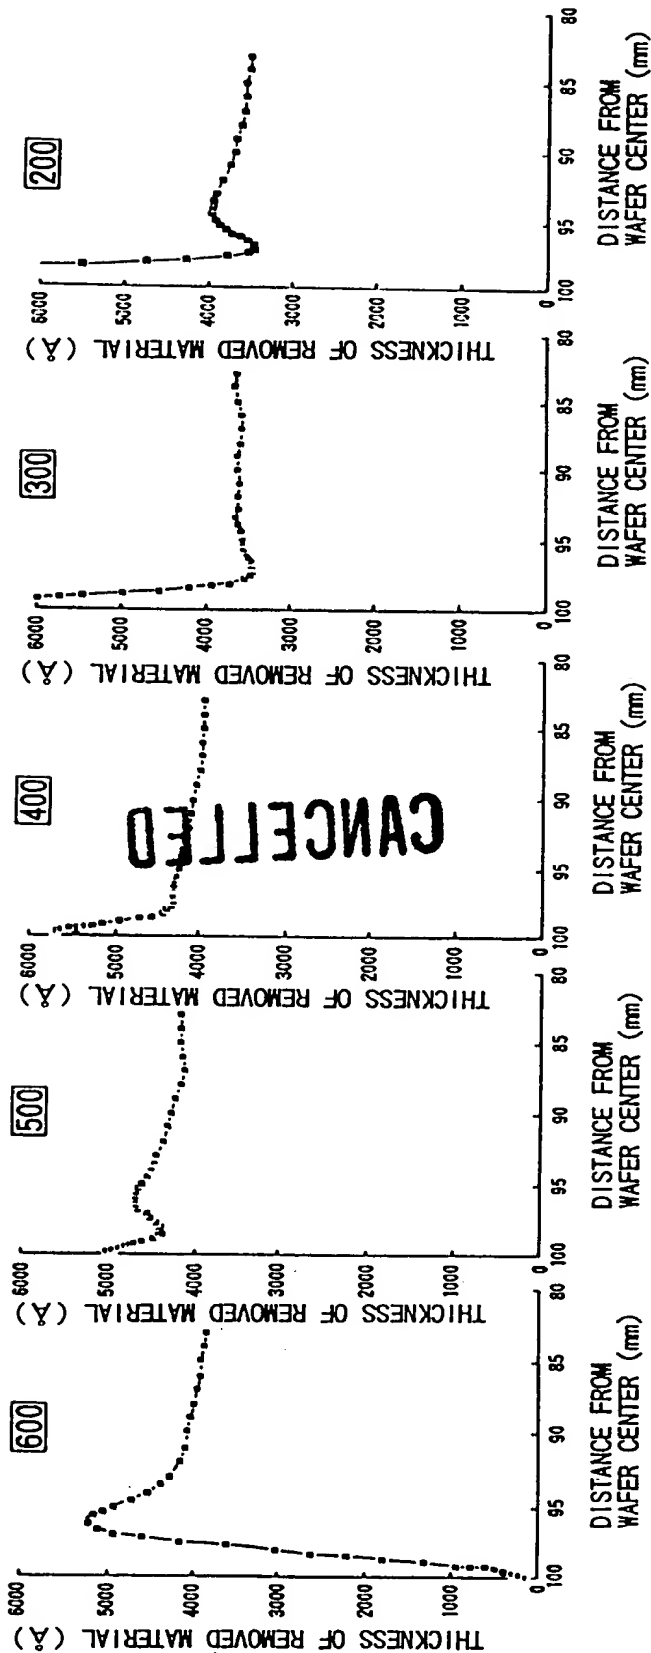 600
THICKNESS OF REMOVED MATERIAL (Å)
6000
5000
4000
3000
2000
1000
0
100 95 90 85 80
DISTANCE FROM
WAFER CENTER (mm)
500
THICKNESS OF REMOVED MATERIAL (Å)
6000
5000
4000
3000
2000
1000
0
100 95 90 85 80
DISTANCE FROM
WAFER CENTER (mm)
400
THICKNESS OF REMOVED MATERIAL (Å)
6000
5000
4000
3000
2000
1000
0
100 95 90 85 80
DISTANCE FROM
WAFER CENTER (mm)
CANCELLED
300
THICKNESS OF REMOVED MATERIAL (Å)
6000
5000
4000
3000
2000
1000
0
100 95 90 85 80
DISTANCE FROM
WAFER CENTER (mm)
200
THICKNESS OF REMOVED MATERIAL (Å)
6000
5000
4000
3000
2000
1000
0
100 95 90 85 80
DISTANCE FROM
WAFER CENTER (mm)